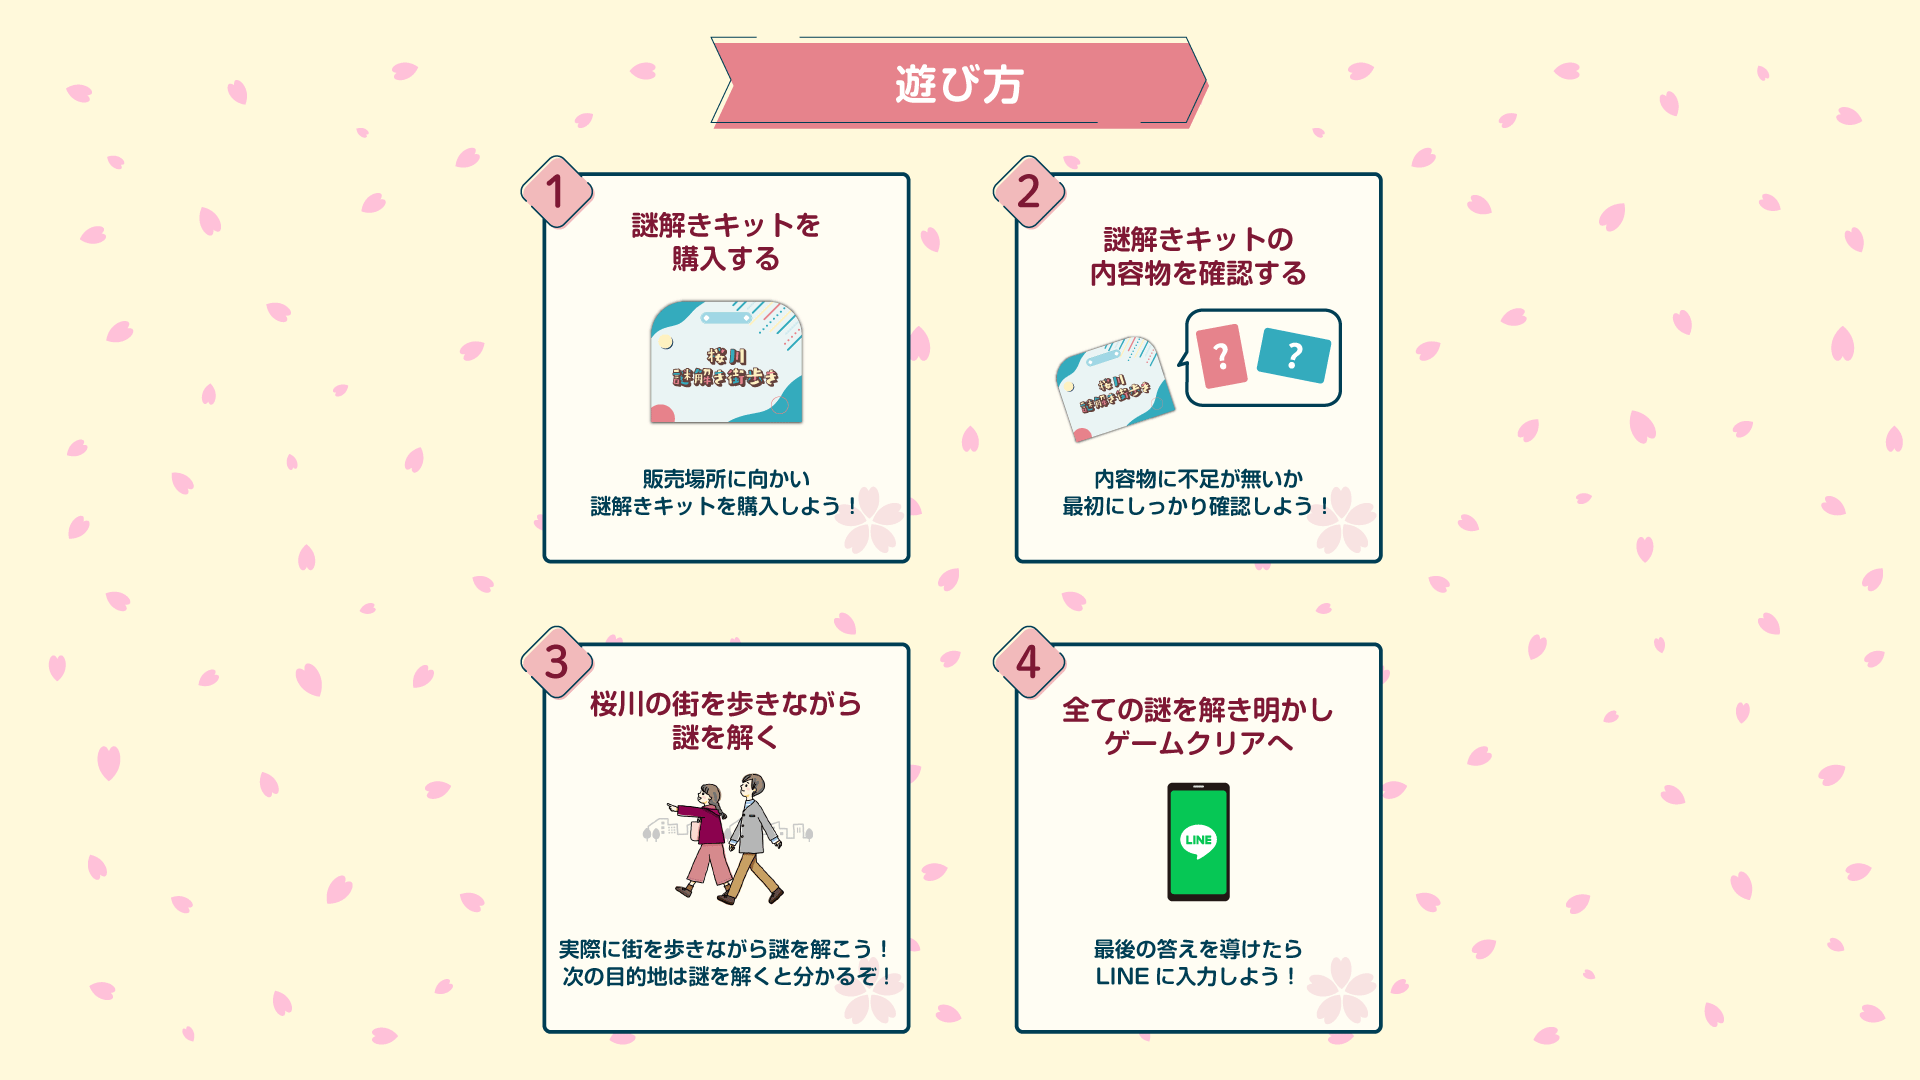 遊び方
1
謎解きキットを
購入する
桜川
謎解き街歩き
販売場所に向かい
謎解きキットを購入しよう！
2
謎解きキットの
内容物を確認する
桜川
謎解き街歩き
?
?
内容物に不足が無いか
最初にしっかり確認しよう！
3
桜川の街を歩きながら
謎を解く
実際に街を歩きながら謎を解こう！
次の目的地は謎を解くと分かるぞ！
4
全ての謎を解き明かし
ゲームクリアへ
LINE
最後の答えを導けたら
LINE に入力しよう！